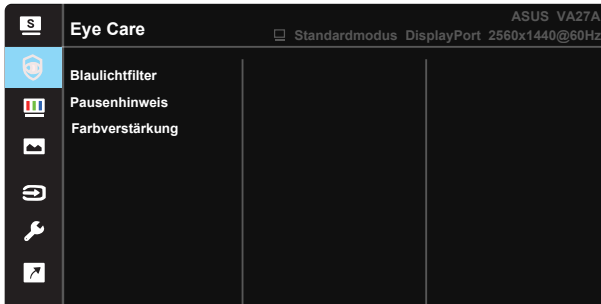 S
Eye Care
ASUS VA27A
Standardmodus DisplayPort 2560x1440@60Hz
Blaulichtfilter
Pausenhinweis
Farbverstärkung